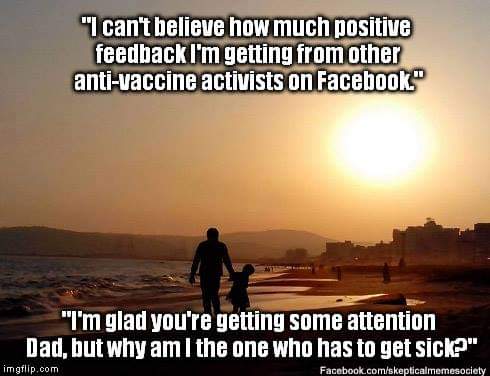 "I can't believe how much positive
feedback I'm getting from other
anti-vaccine activists on Facebook."
"I'm glad you're getting some attention
Dad, but why am I the one who has to get sick?"
imgflip.com
Facebook.com/skepticalmemesociety